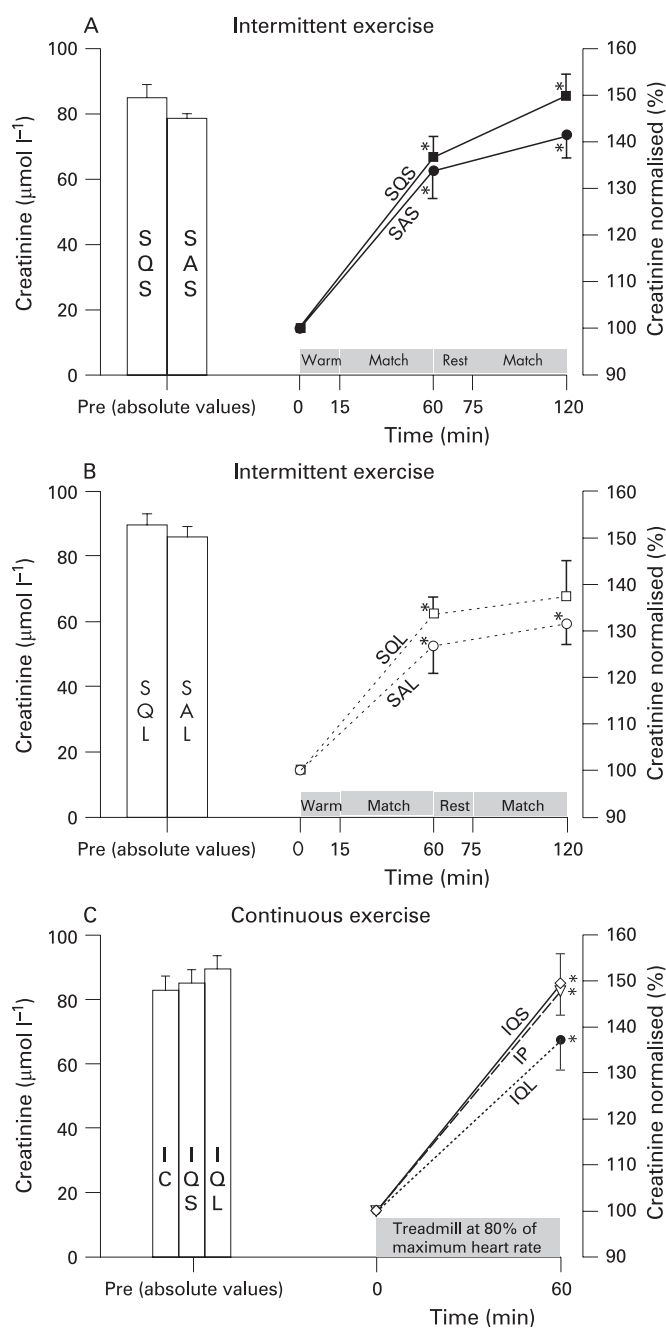 A
Intermittent exercise
100
80
60
40
20
0
Creatinine (μmol l⁻¹)
S Q S
S A S
Pre (absolute values)
SQS
SAS
*
*
*
*
Warm Match Rest Match
0 15 60 75 120
Time (min)
160
150
140
130
120
110
100
90
Creatinine normalised (%)
B
Intermittent exercise
100
80
60
40
20
0
Creatinine (μmol l⁻¹)
S Q L
S A L
Pre (absolute values)
SQL
SAL
*
*
*
Warm Match Rest Match
0 15 60 75 120
Time (min)
160
150
140
130
120
110
100
90
Creatinine normalised (%)
C
Continuous exercise
100
80
60
40
20
0
Creatinine (μmol l⁻¹)
I C
I Q S
I Q L
Pre (absolute values)
IQS
IP
IQL
*
*
*
Treadmill at 80% of
maximum heart rate
0 60
Time (min)
160
150
140
130
120
110
100
90
Creatinine normalised (%)